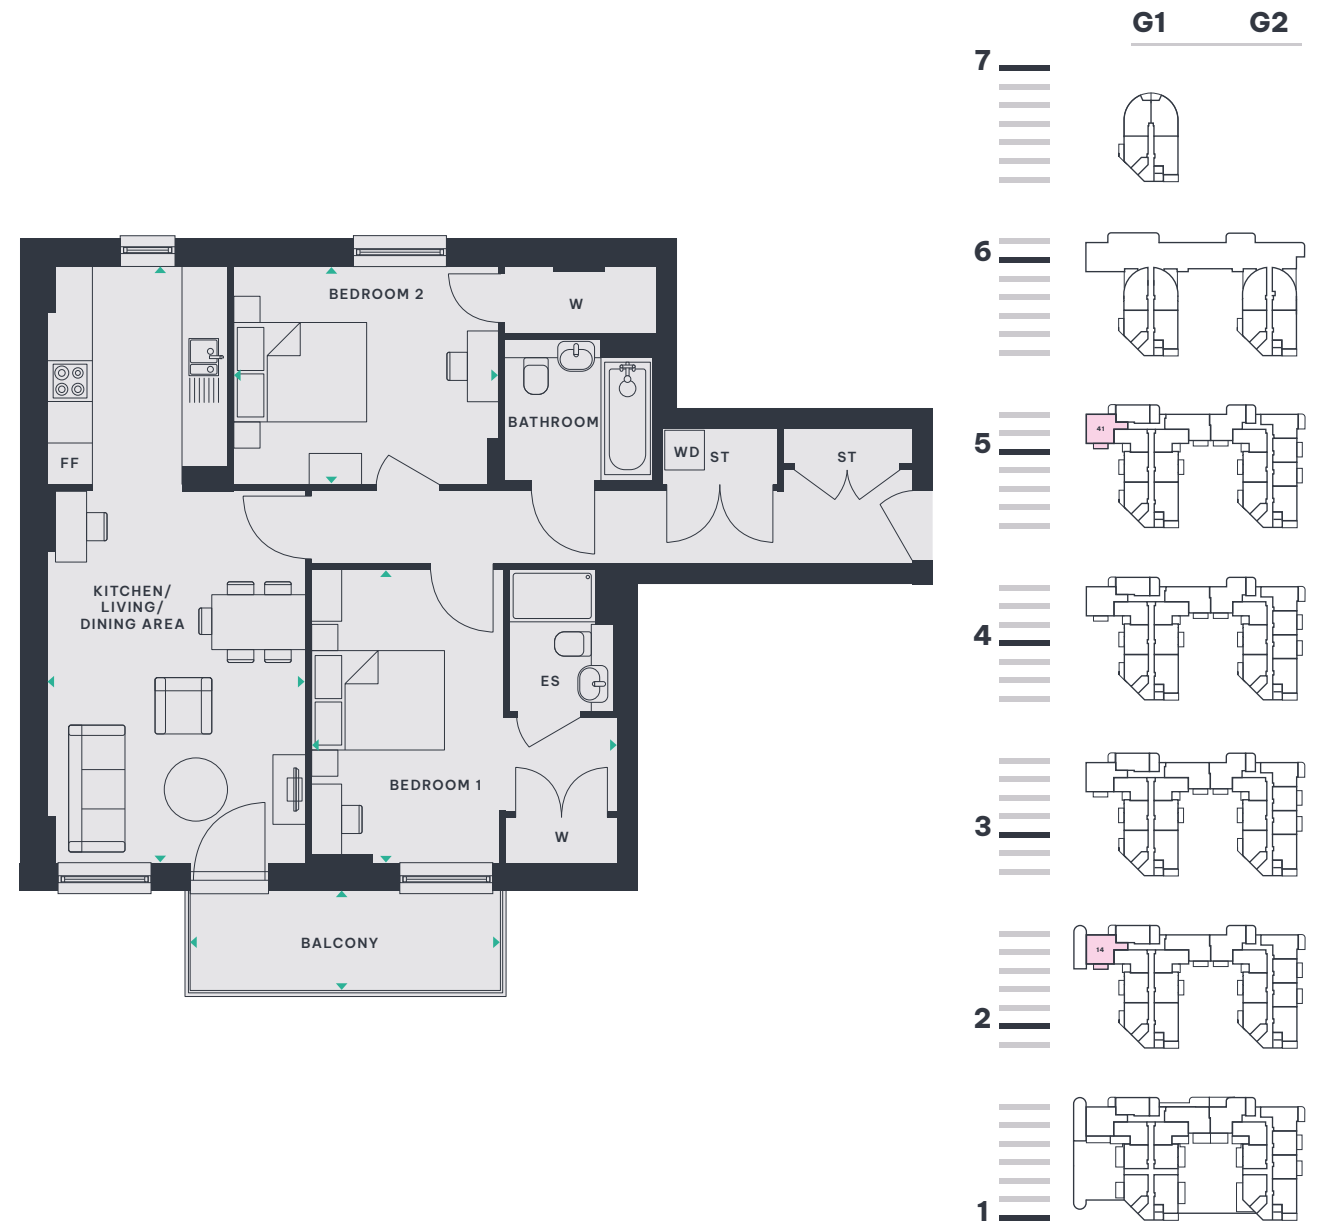 G1 G2
7
6
BEDROOM 2
W
BATHROOM
41
5
WD ST
ST
FF
KITCHEN/
LIVING/
DINING AREA
4
ES
BEDROOM 1
3
W
BALCONY
14
2
1